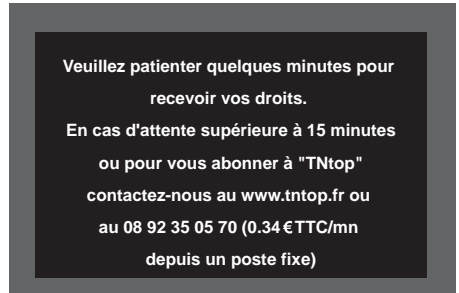 Veuillez patienter quelques minutes pour
recevoir vos droits.
En cas d'attente supérieure à 15 minutes
ou pour vous abonner à "TNtop"
contactez-nous au www.tntop.fr ou
au 08 92 35 05 70 (0.34€TTC/mn
depuis un poste fixe)